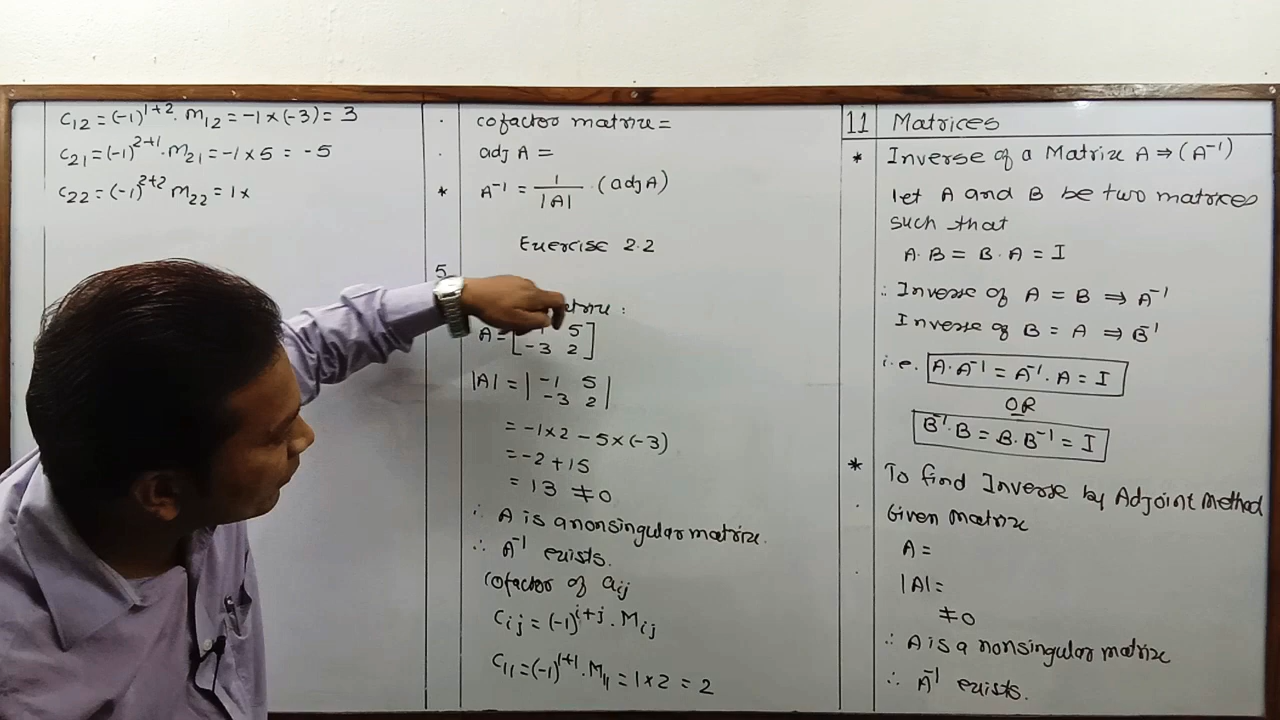 C₁₂ = (-1)¹⁺² · M₁₂ = -1 × (-3) = 3
C₂₁ = (-1)²⁺¹ · M₂₁ = -1 × 5 = -5
C₂₂ = (-1)²⁺² M₂₂ = 1 ×
· cofactor matrix =
· adj A =
* A⁻¹ = 1/|A| · (adj A)
Exercise 2.2
5
:
A = [-1 5
-3 2]
|A| = | -1 5
-3 2 |
= -1 × 2 - 5 × (-3)
= -2 + 15
= 13 ≠ 0
∴ A is a nonsingular matrix.
∴ A⁻¹ exists.
Cofactor of aᵢⱼ
Cᵢⱼ = (-1)ⁱ⁺ʲ · Mᵢⱼ
C₁₁ = (-1)¹⁺¹ · M₁₁ = 1 × 2 = 2
11 Matrices
* Inverse of a Matrix A ⇒ (A⁻¹)
let A and B be two matrices
such that
A · B = B · A = I
∴ Inverse of A = B ⇒ A⁻¹
Inverse of B = A ⇒ B⁻¹
i.e. A · A⁻¹ = A⁻¹ · A = I
OR
B⁻¹ · B = B · B⁻¹ = I
* To find Inverse by Adjoint Method
· Given Matrix
A =
· |A| =
≠ 0
∴ A is a nonsingular matrix
∴ A⁻¹ exists.